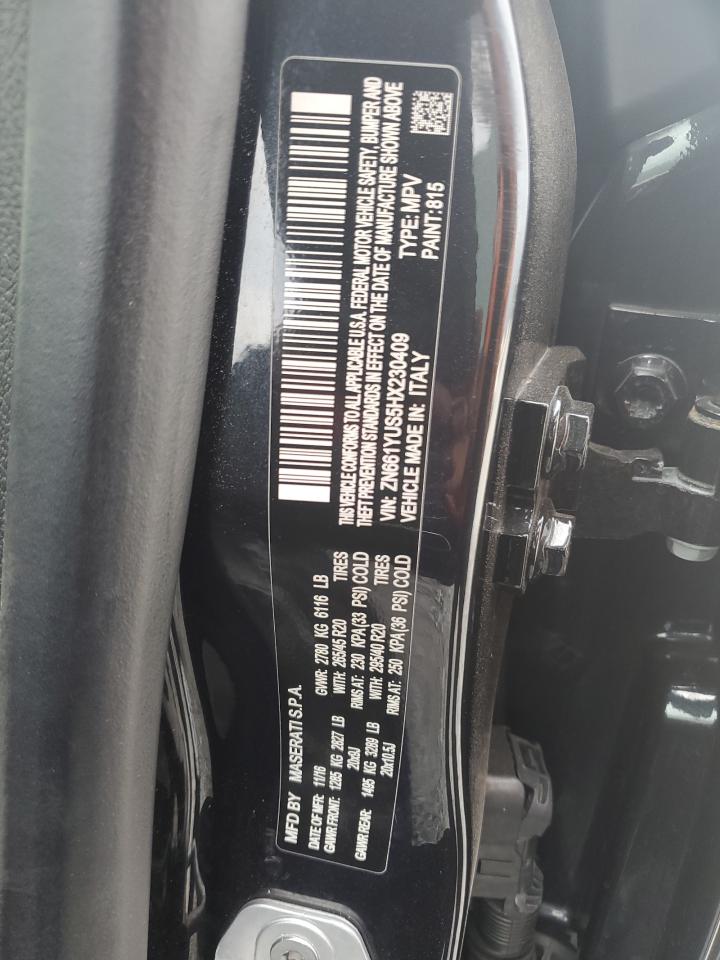 MFD BY MASERATI S.P.A.
DATE OF MFR: 11/16 GVWR: 2780 KG 6116 LB
GAWR FRONT: 1285 KG 2827 LB WITH: 265/45 R20 TIRES
20x9J RIMS AT: 230 KPA(33 PSI) COLD
GAWR REAR: 1495 KG 3289 LB WITH: 295/40 R20 TIRES
20x10.5J RIMS AT: 250 KPA(36 PSI) COLD
THIS VEHICLE CONFORMS TO ALL APPLICABLE U.S.A. FEDERAL MOTOR VEHICLE SAFETY, BUMPER AND
THEFT PREVENTION STANDARDS IN EFFECT ON THE DATE OF MANUFACTURE SHOWN ABOVE
VIN: ZN661YUS5HX230409 TYPE: MPV
VEHICLE MADE IN: ITALY PAINT: 815